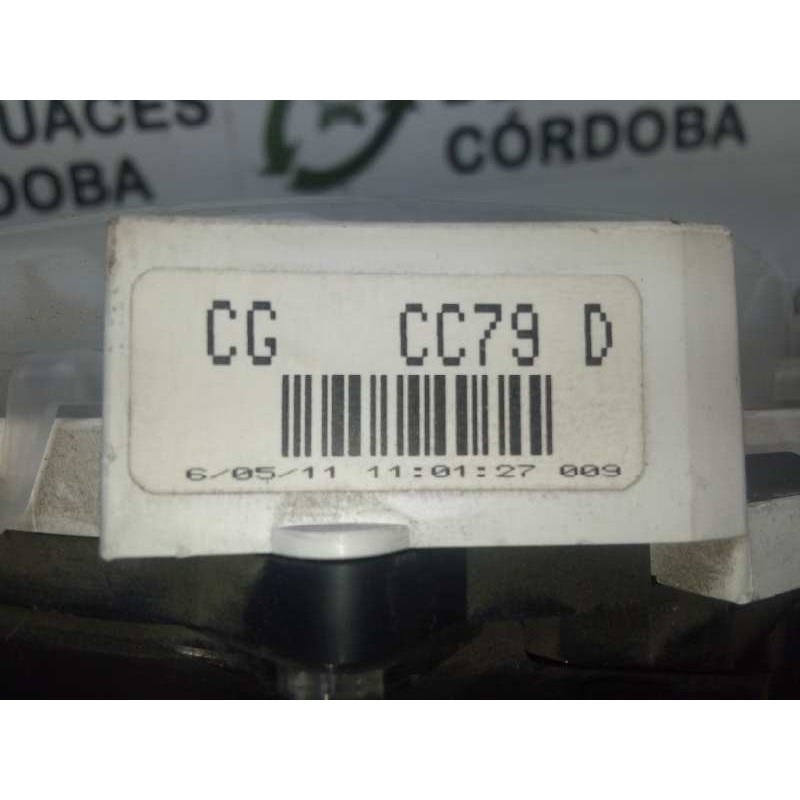 UACES
CÓRDOBA
DOBA
CG CC79 D
6/05/11 11:01:27 009